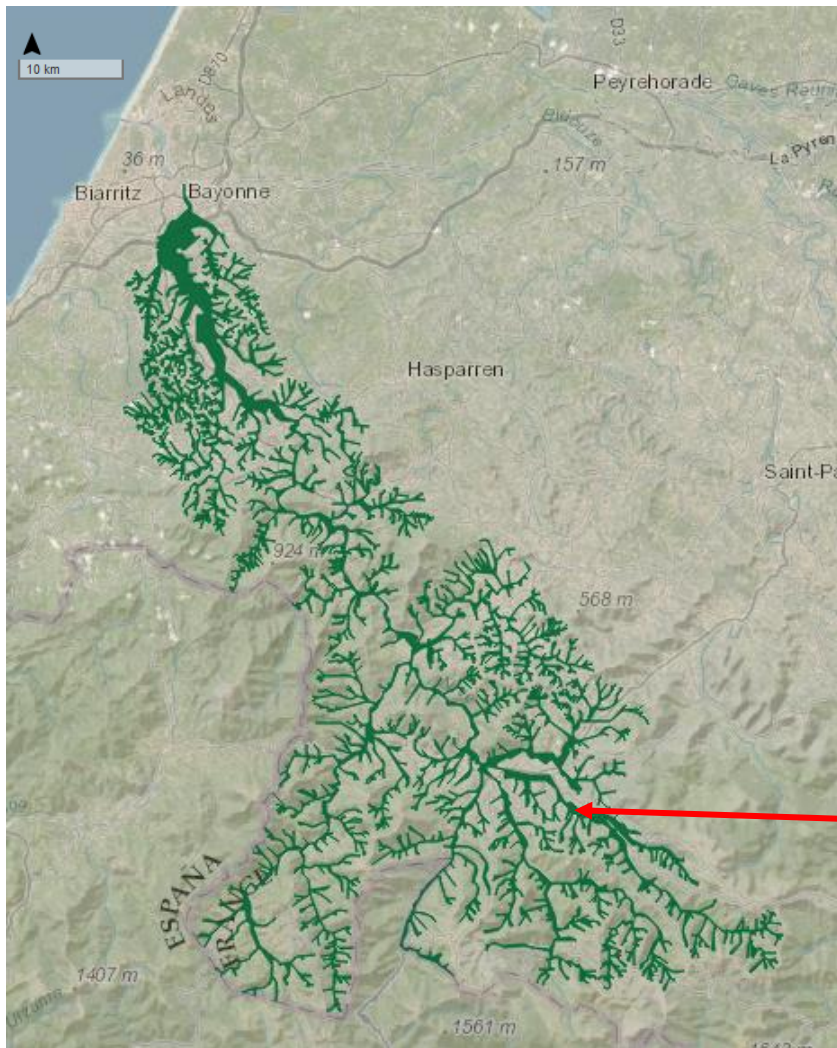 10 km
D33
D810
Landes
Peyrehorade
Gaves Réunis
Bidouze
La Pyren
36 m
157 m
Biarritz
Bayonne
Hasparren
Saint-Pa
924 m
568 m
ESPAÑA
FRANCE
1407 m
1561 m